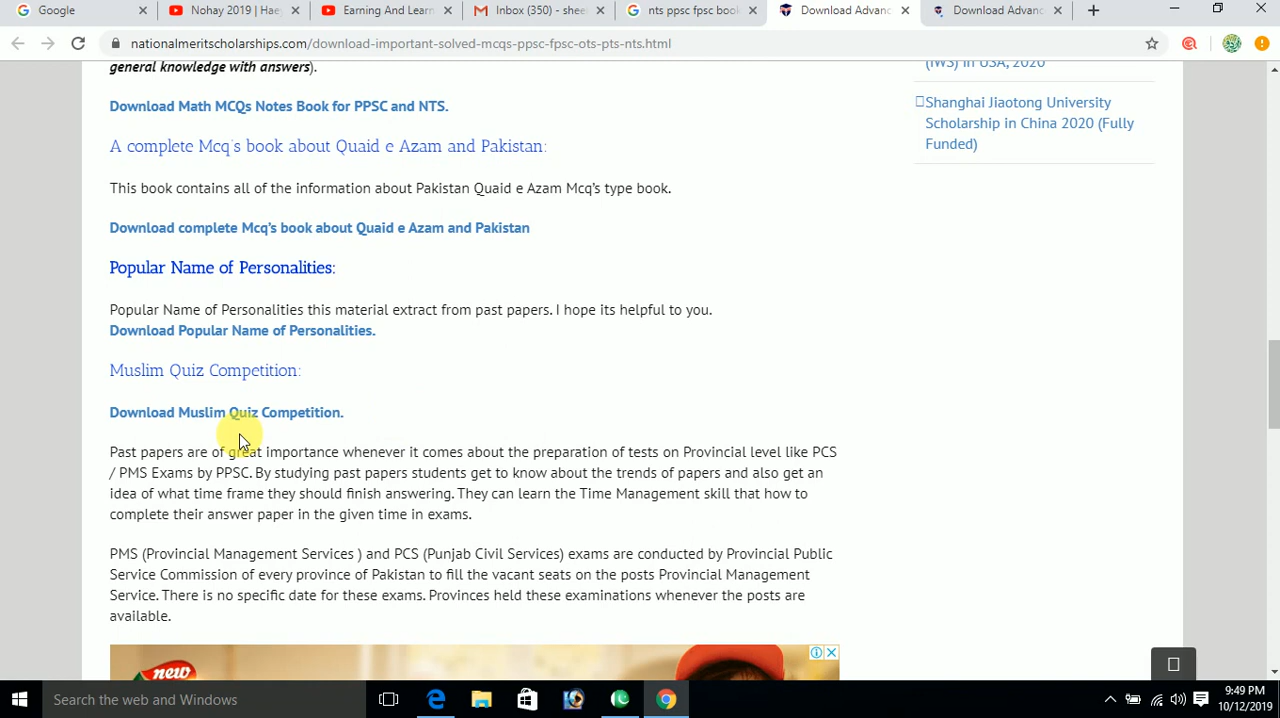 Google
Nohay 2019 | Hae
Earning And Learn
Inbox (350) - shee
nts ppsc fpsc boo
Download Advanc
Download Advanc
nationalmeritscholarships.com/download-important-solved-mcqs-ppsc-fpsc-ots-pts-nts.html
general knowledge with answers).
Download Math MCQs Notes Book for PPSC and NTS.
A complete Mcq's book about Quaid e Azam and Pakistan:
This book contains all of the information about Pakistan Quaid e Azam Mcq's type book.
Download complete Mcq's book about Quaid e Azam and Pakistan
Popular Name of Personalities:
Popular Name of Personalities this material extract from past papers. I hope its helpful to you.
Download Popular Name of Personalities.
Muslim Quiz Competition:
Download Muslim Quiz Competition.
Past papers are of great importance whenever it comes about the preparation of tests on Provincial level like PCS
/ PMS Exams by PPSC. By studying past papers students get to know about the trends of papers and also get an
idea of what time frame they should finish answering. They can learn the Time Management skill that how to
complete their answer paper in the given time in exams.
PMS (Provincial Management Services ) and PCS (Punjab Civil Services) exams are conducted by Provincial Public
Service Commission of every province of Pakistan to fill the vacant seats on the posts Provincial Management
Service. There is no specific date for these exams. Provinces held these examinations whenever the posts are
available.
(IWS) in USA, 2020
Shanghai Jiaotong University
Scholarship in China 2020 (Fully
Funded)
new
Search the web and Windows
9:49 PM
10/12/2019